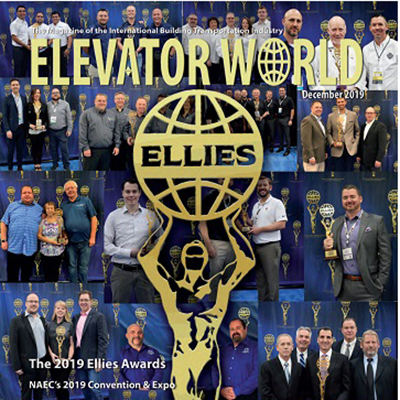 The Magazine of the International Building Transportation Industry
ELEVATOR WORLD
December 2019
ELLIES
The 2019 Ellies Awards
NAEC's 2019 Convention & Expo